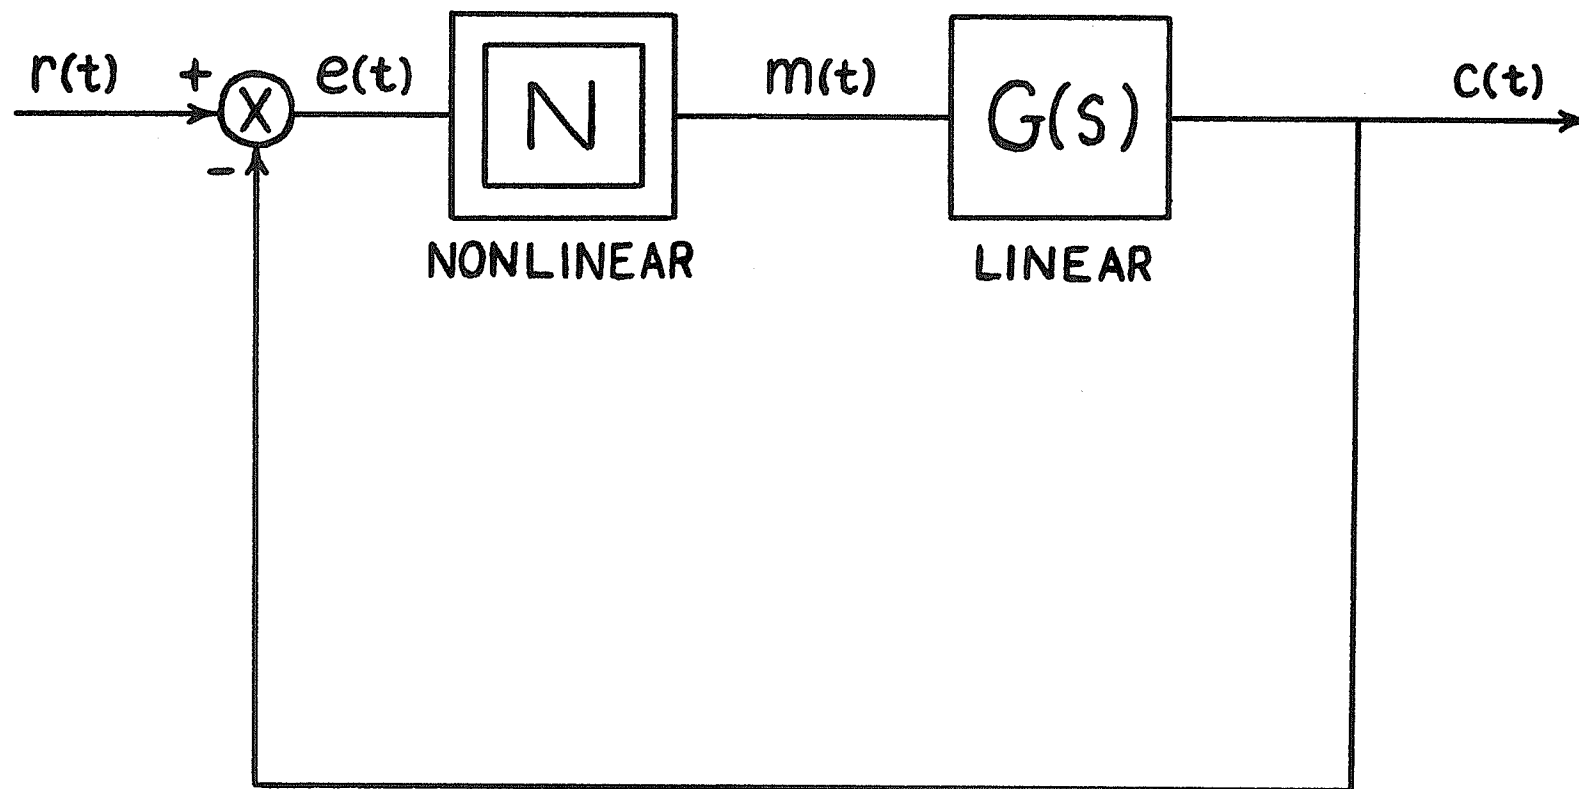 r(t) + e(t) m(t) c(t)
X N G(s)
-
NONLINEAR LINEAR